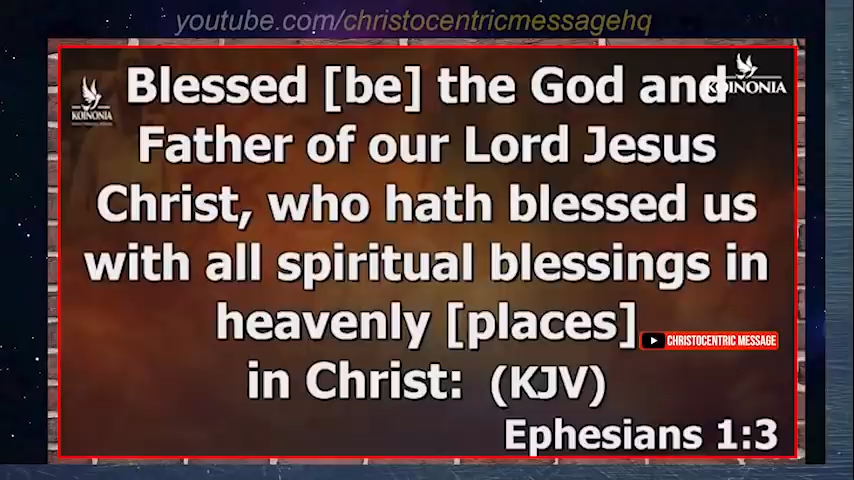 youtube.com/christocentricmessagehq
KOINONIA
KOINONIA
Blessed [be] the God and
Father of our Lord Jesus
Christ, who hath blessed us
with all spiritual blessings in
heavenly [places]
CHRISTOCENTRIC MESSAGE
in Christ: (KJV)
Ephesians 1:3